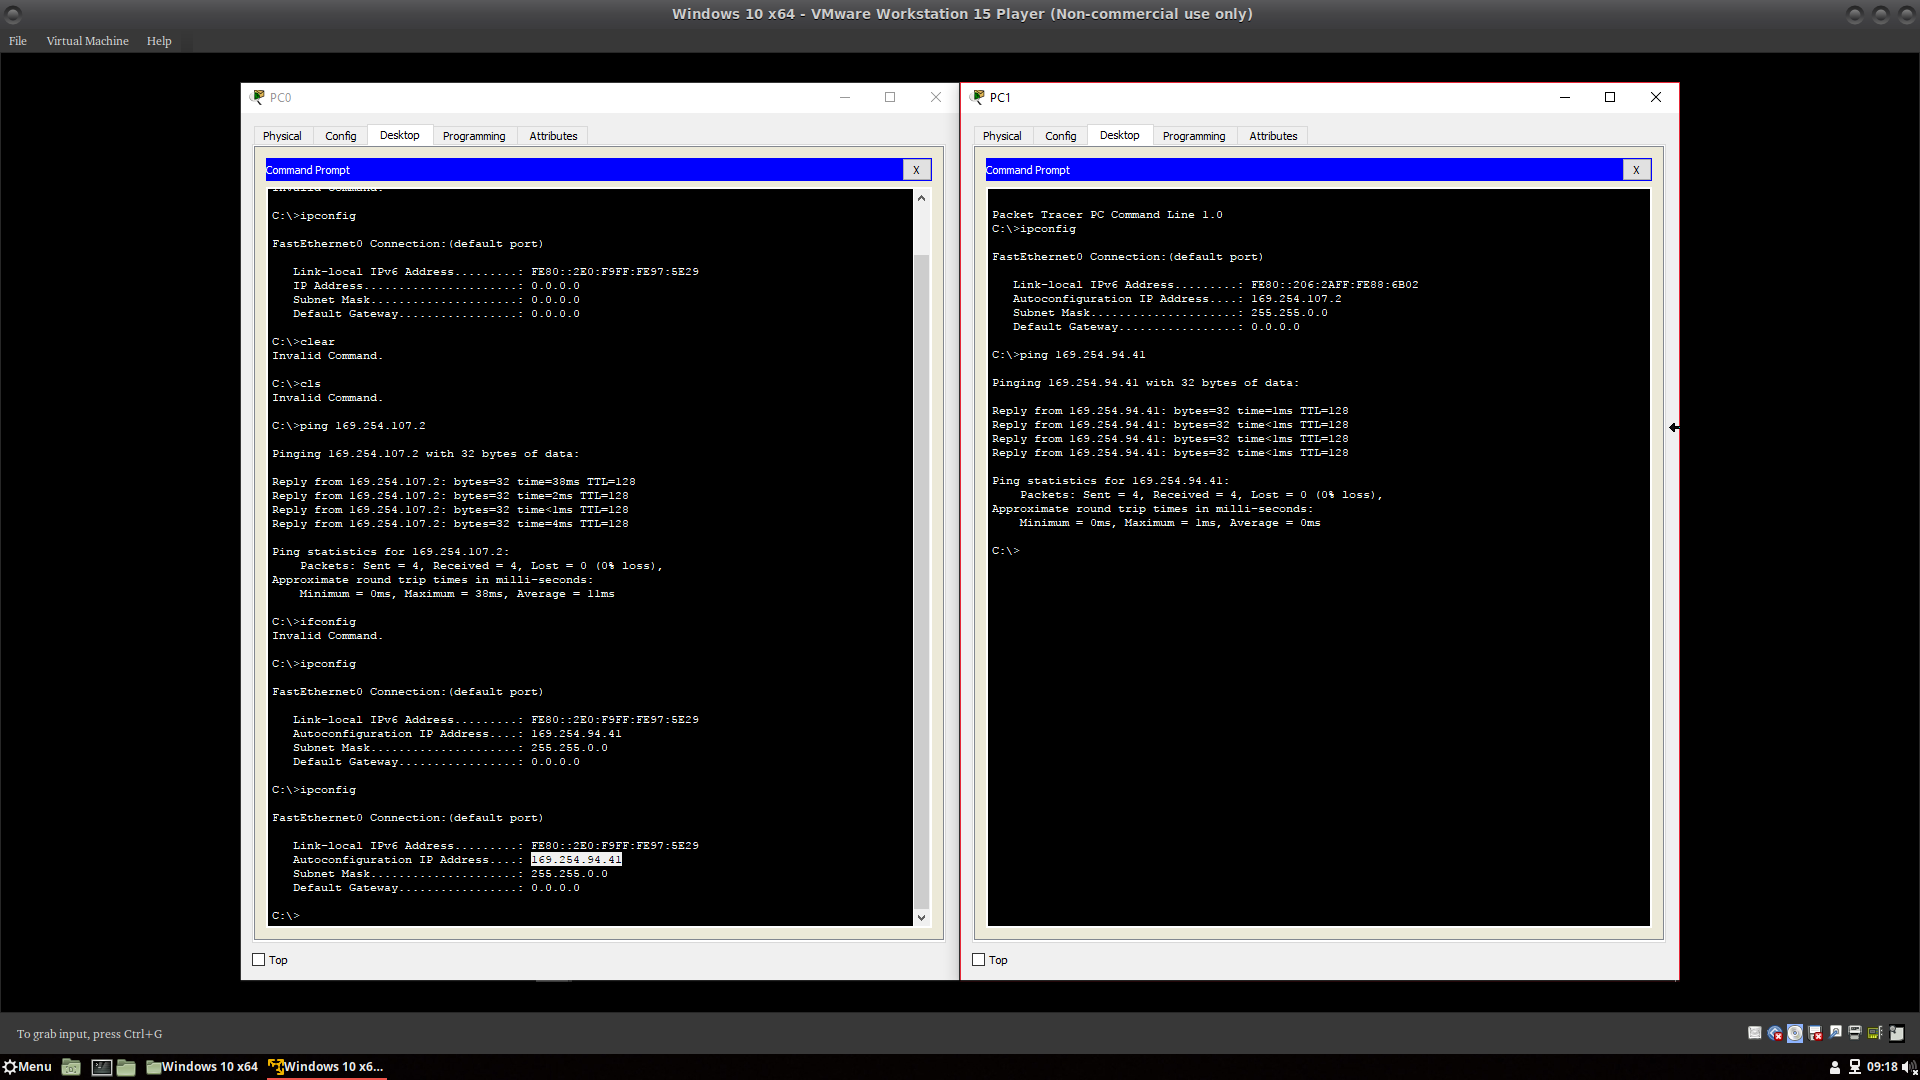 Windows 10 x64 - VMware Workstation 15 Player (Non-commercial use only)
File Virtual Machine Help
PC0
Physical Config Desktop Programming Attributes
Command Prompt X
Invalid Command.
C:\>ipconfig
FastEthernet0 Connection:(default port)
Link-local IPv6 Address.........: FE80::2E0:F9FF:FE97:5E29
IP Address......................: 0.0.0.0
Subnet Mask.....................: 0.0.0.0
Default Gateway.................: 0.0.0.0
C:\>clear
Invalid Command.
C:\>cls
Invalid Command.
C:\>ping 169.254.107.2
Pinging 169.254.107.2 with 32 bytes of data:
Reply from 169.254.107.2: bytes=32 time=38ms TTL=128
Reply from 169.254.107.2: bytes=32 time=2ms TTL=128
Reply from 169.254.107.2: bytes=32 time<1ms TTL=128
Reply from 169.254.107.2: bytes=32 time=4ms TTL=128
Ping statistics for 169.254.107.2:
Packets: Sent = 4, Received = 4, Lost = 0 (0% loss),
Approximate round trip times in milli-seconds:
Minimum = 0ms, Maximum = 38ms, Average = 11ms
C:\>ifconfig
Invalid Command.
C:\>ipconfig
FastEthernet0 Connection:(default port)
Link-local IPv6 Address.........: FE80::2E0:F9FF:FE97:5E29
Autoconfiguration IP Address....: 169.254.94.41
Subnet Mask.....................: 255.255.0.0
Default Gateway.................: 0.0.0.0
C:\>ipconfig
FastEthernet0 Connection:(default port)
Link-local IPv6 Address.........: FE80::2E0:F9FF:FE97:5E29
Autoconfiguration IP Address....: 169.254.94.41
Subnet Mask.....................: 255.255.0.0
Default Gateway.................: 0.0.0.0
C:\>
Top
PC1
Physical Config Desktop Programming Attributes
Command Prompt X
Packet Tracer PC Command Line 1.0
C:\>ipconfig
FastEthernet0 Connection:(default port)
Link-local IPv6 Address.........: FE80::206:2AFF:FE88:6B02
Autoconfiguration IP Address....: 169.254.107.2
Subnet Mask.....................: 255.255.0.0
Default Gateway.................: 0.0.0.0
C:\>ping 169.254.94.41
Pinging 169.254.94.41 with 32 bytes of data:
Reply from 169.254.94.41: bytes=32 time=1ms TTL=128
Reply from 169.254.94.41: bytes=32 time<1ms TTL=128
Reply from 169.254.94.41: bytes=32 time<1ms TTL=128
Reply from 169.254.94.41: bytes=32 time<1ms TTL=128
Ping statistics for 169.254.94.41:
Packets: Sent = 4, Received = 4, Lost = 0 (0% loss),
Approximate round trip times in milli-seconds:
Minimum = 0ms, Maximum = 1ms, Average = 0ms
C:\>
Top
To grab input, press Ctrl+G
Menu Windows 10 x64 Windows 10 x6... 09:18